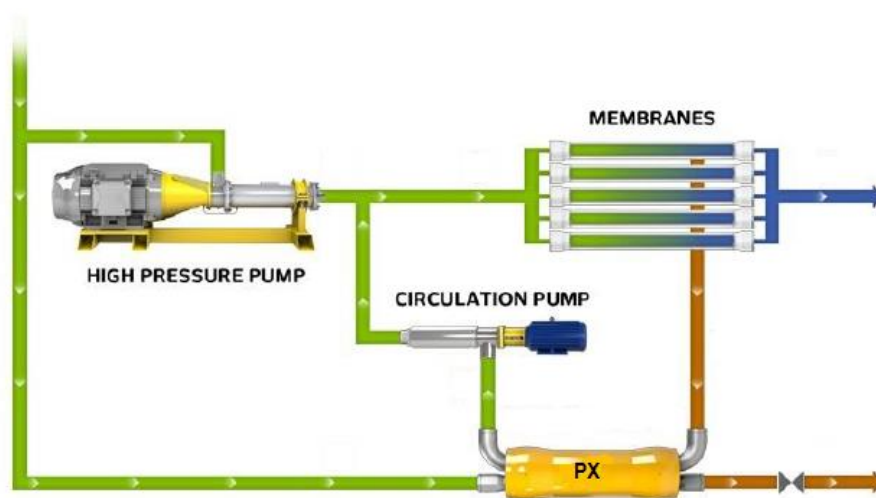 MEMBRANES
HIGH PRESSURE PUMP
CIRCULATION PUMP
PX